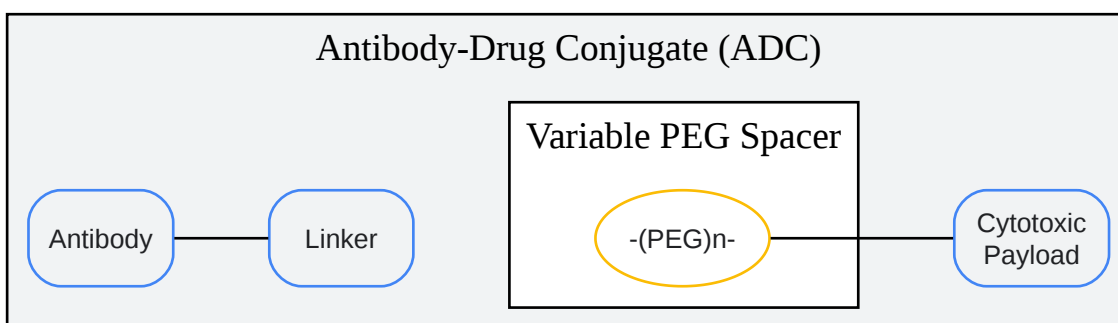 Antibody-Drug Conjugate (ADC)
Variable PEG Spacer
Antibody
Linker
-(PEG)n-
Cytotoxic
Payload